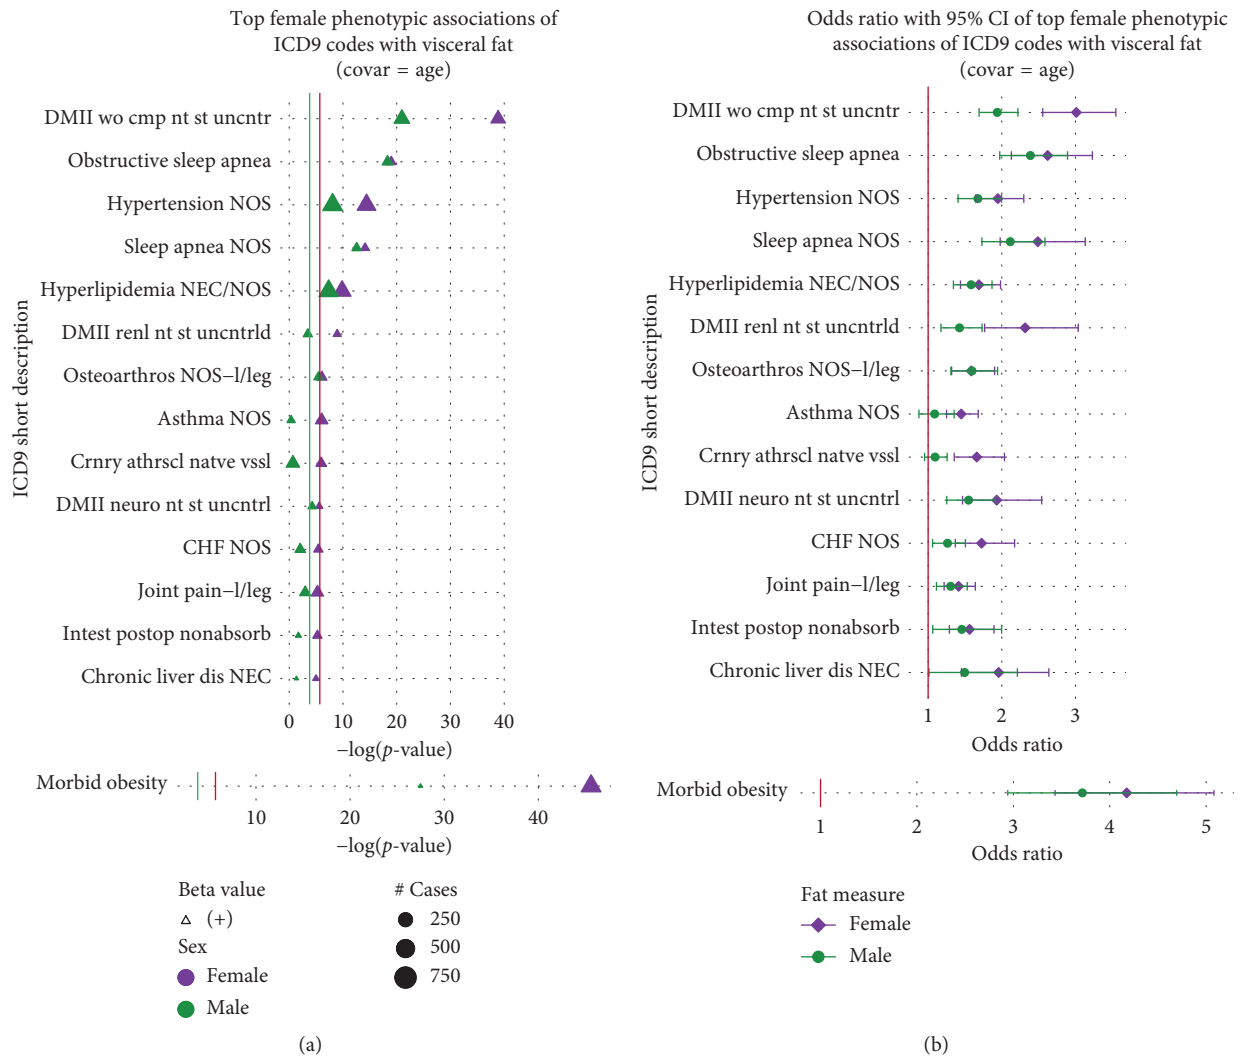 Top female phenotypic associations of
ICD9 codes with visceral fat
(covar = age)
ICD9 short description
DMII wo cmp nt st uncntr
Obstructive sleep apnea
Hypertension NOS
Sleep apnea NOS
Hyperlipidemia NEC/NOS
DMII renl nt st uncntrld
Osteoarthros NOS−l/leg
Asthma NOS
Crnry athrscl natve vssl
DMII neuro nt st uncntrl
CHF NOS
Joint pain−l/leg
Intest postop nonabsorb
Chronic liver dis NEC
0 10 20 30 40
−log(p-value)
Morbid obesity
10 20 30 40
−log(p-value)
Beta value
(+)
Sex
Female
Male
# Cases
250
500
750
(a)
Odds ratio with 95% CI of top female phenotypic
associations of ICD9 codes with visceral fat
(covar = age)
ICD9 short description
DMII wo cmp nt st uncntr
Obstructive sleep apnea
Hypertension NOS
Sleep apnea NOS
Hyperlipidemia NEC/NOS
DMII renl nt st uncntrld
Osteoarthros NOS−l/leg
Asthma NOS
Crnry athrscl natve vssl
DMII neuro nt st uncntrl
CHF NOS
Joint pain−l/leg
Intest postop nonabsorb
Chronic liver dis NEC
1 2 3
Odds ratio
Morbid obesity
1 2 3 4 5
Odds ratio
Fat measure
Female
Male
(b)